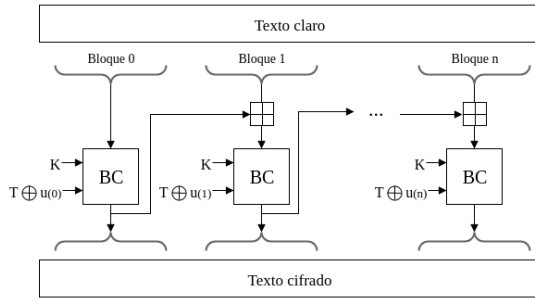 Texto claro
Bloque 0 Bloque 1 Bloque n
...
K K K
BC BC BC
T ⊕ u(0) T ⊕ u(1) T ⊕ u(n)
Texto cifrado